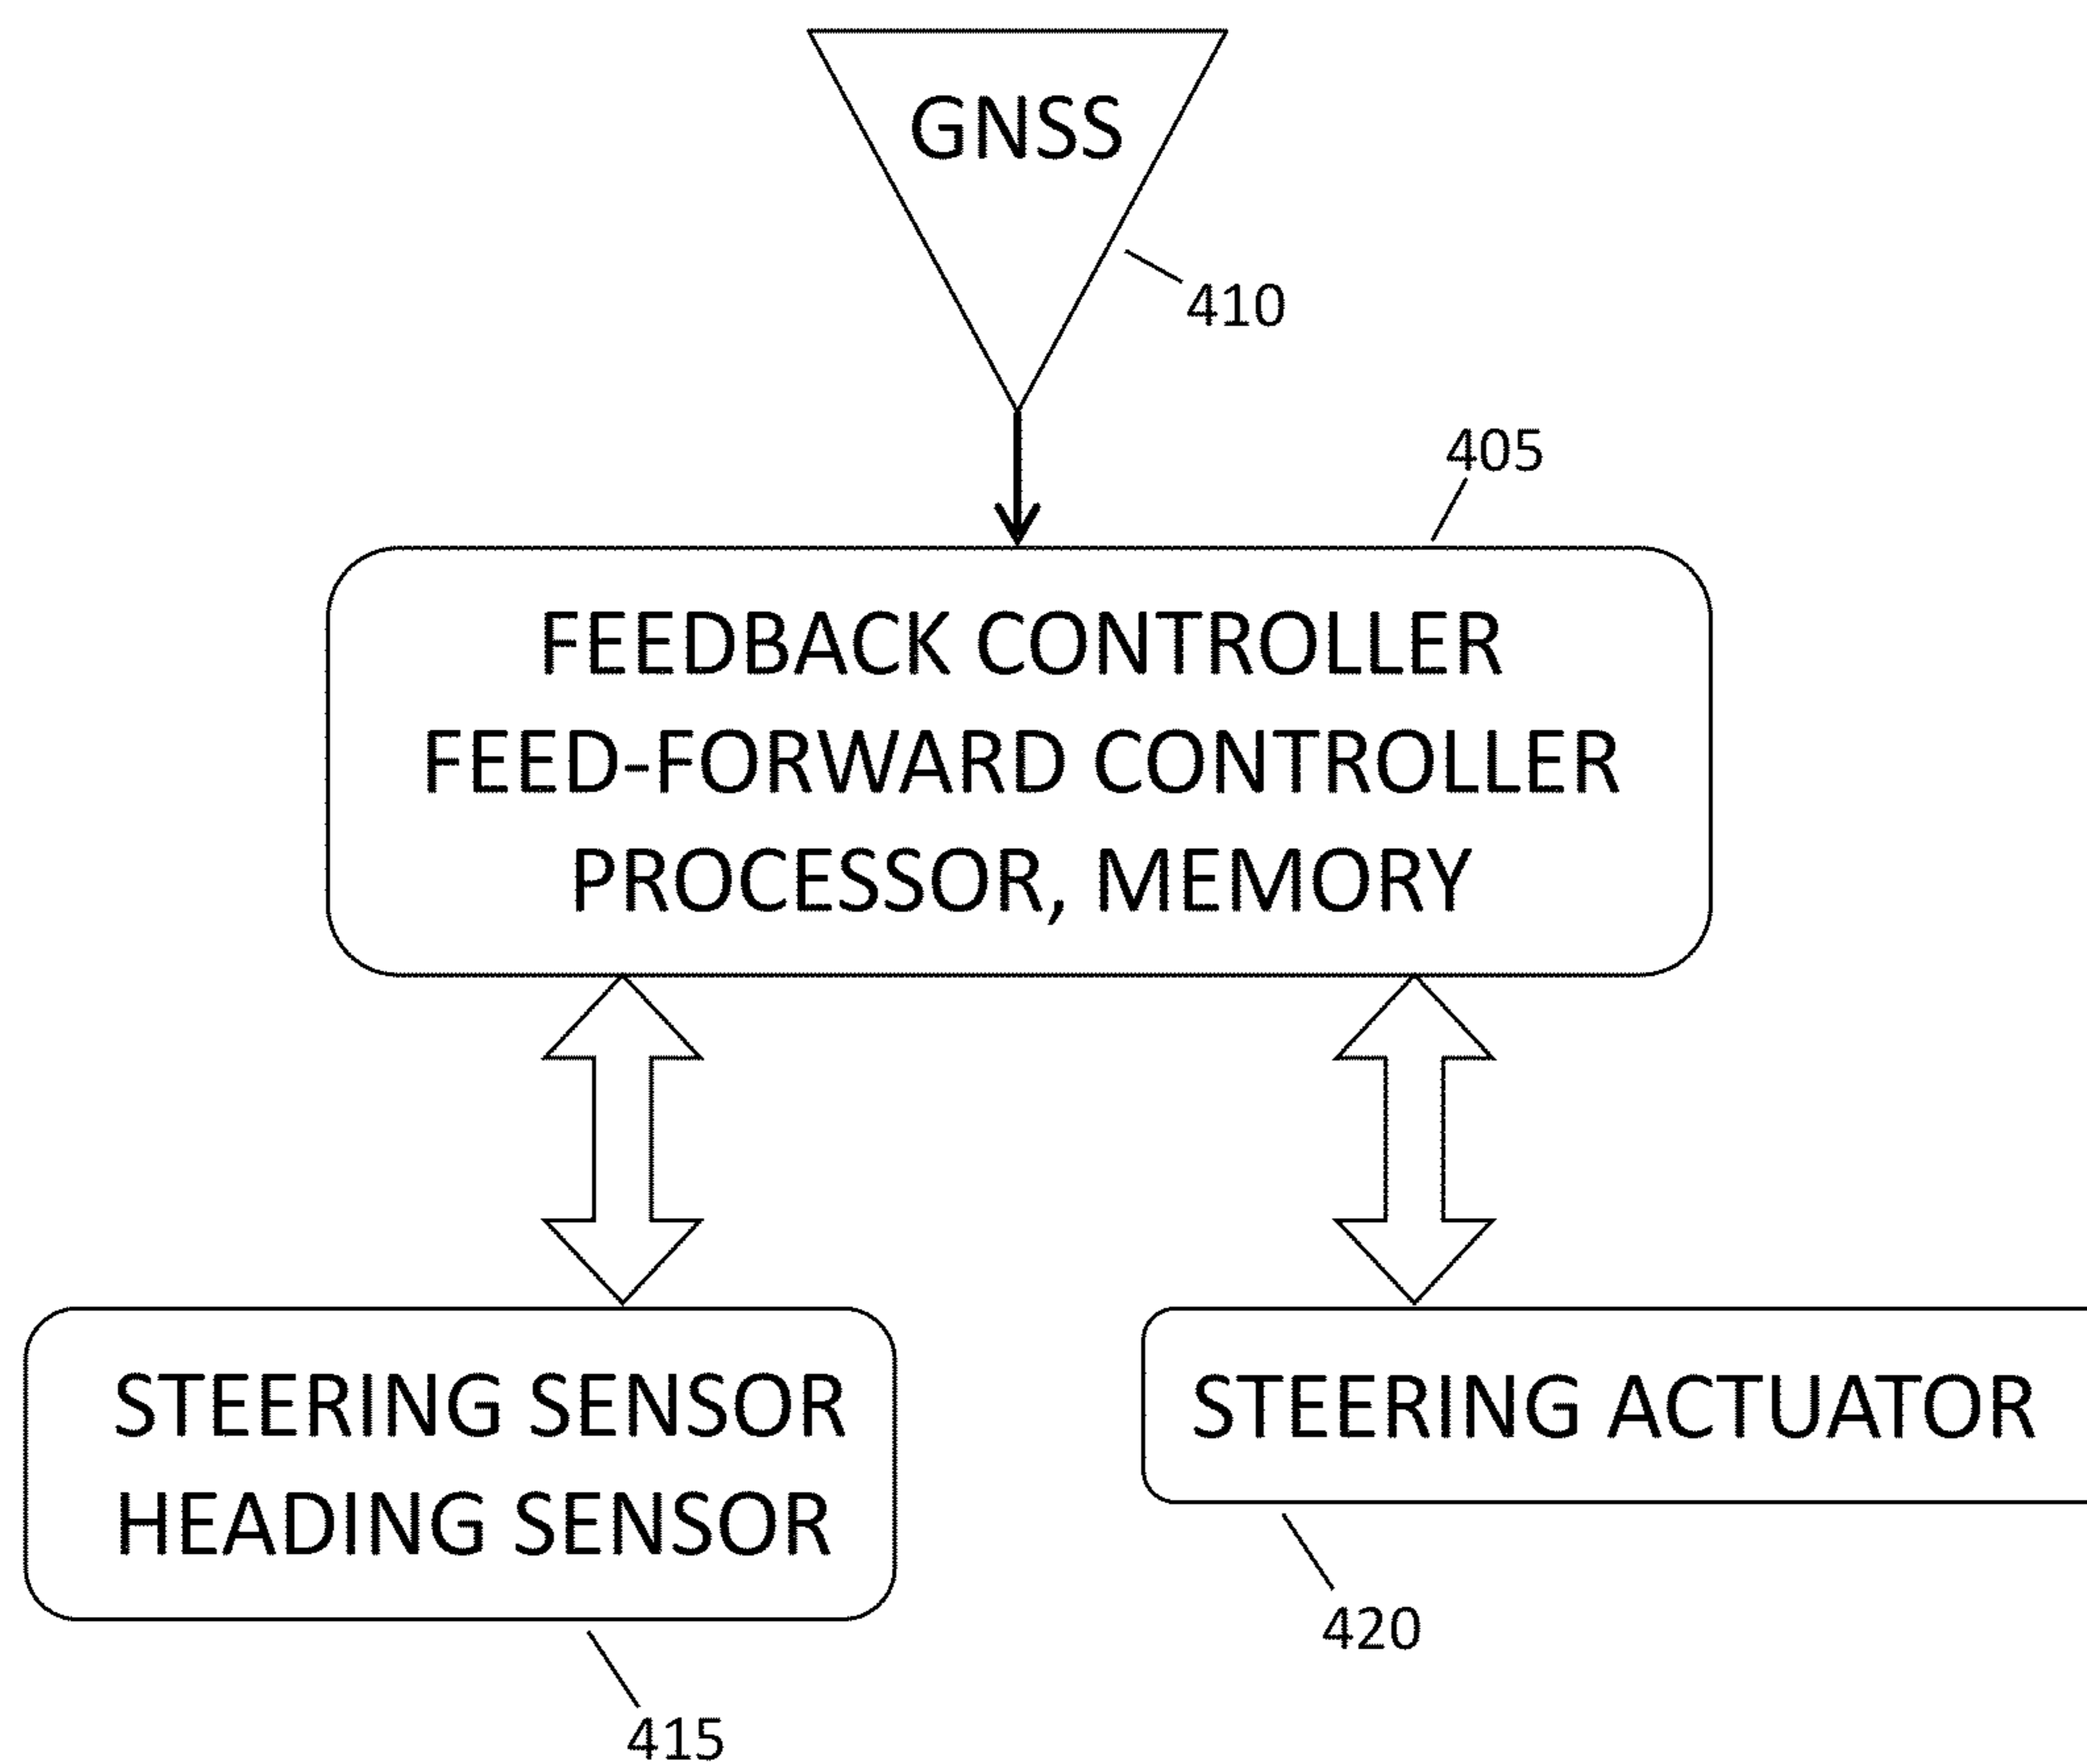 GNSS
410
405
FEEDBACK CONTROLLER
FEED-FORWARD CONTROLLER
PROCESSOR, MEMORY
STEERING SENSOR
HEADING SENSOR
STEERING ACTUATOR
420
415